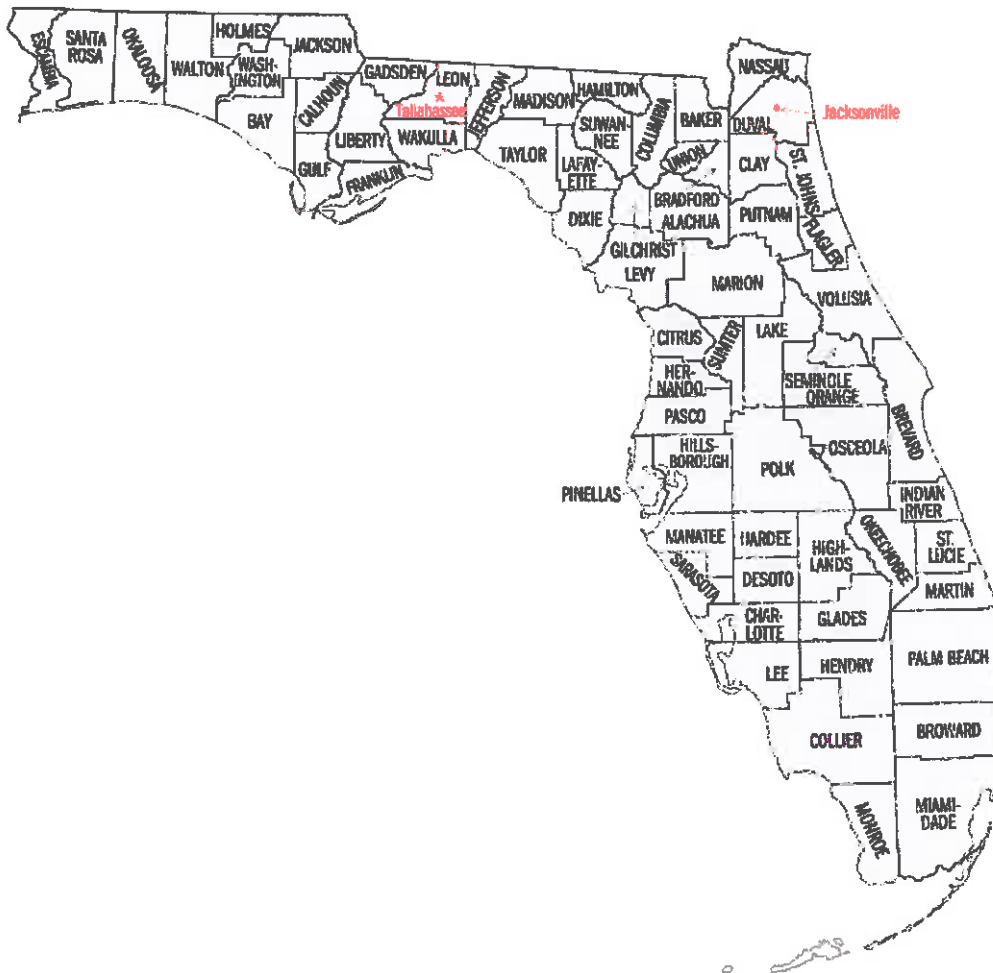 ESCAMBIA
SANTA
ROSA
OKALOOSA
WALTON
HOLMES
WASH-
INGTON
JACKSON
BAY
CALHOUN
GULF
GADSDEN
LIBERTY
FRANKLIN
LEON
Tallahassee
WAKULLA
JEFFERSON
MADISON
TAYLOR
HAMILTON
SUWAN-
NEE
LAFAY-
ETTE
DIXIE
COLUMBIA
BAKER
UNION
BRADFORD
ALACHUA
GILCHRIST
LEVY
NASSAU
Jacksonville
DUVAL
CLAY
ST. JOHNS
PUTNAM
FLAGLER
MARION
VOLUSIA
CITRUS
SUMTER
LAKE
HER-
NANDO
SEMINOLE
ORANGE
PASCO
BREVARD
HILLS-
BOROUGH
POLK
OSCEOLA
PINELLAS
INDIAN
RIVER
MANATEE
HARDEE
HIGH-
LANDS
OKEECHOBEE
ST.
LUCIE
SARASOTA
DESOTO
MARTIN
CHAR-
LOTTE
GLADES
LEE
HENDRY
PALM BEACH
COLLIER
BROWARD
MONROE
MIAMI-
DADE